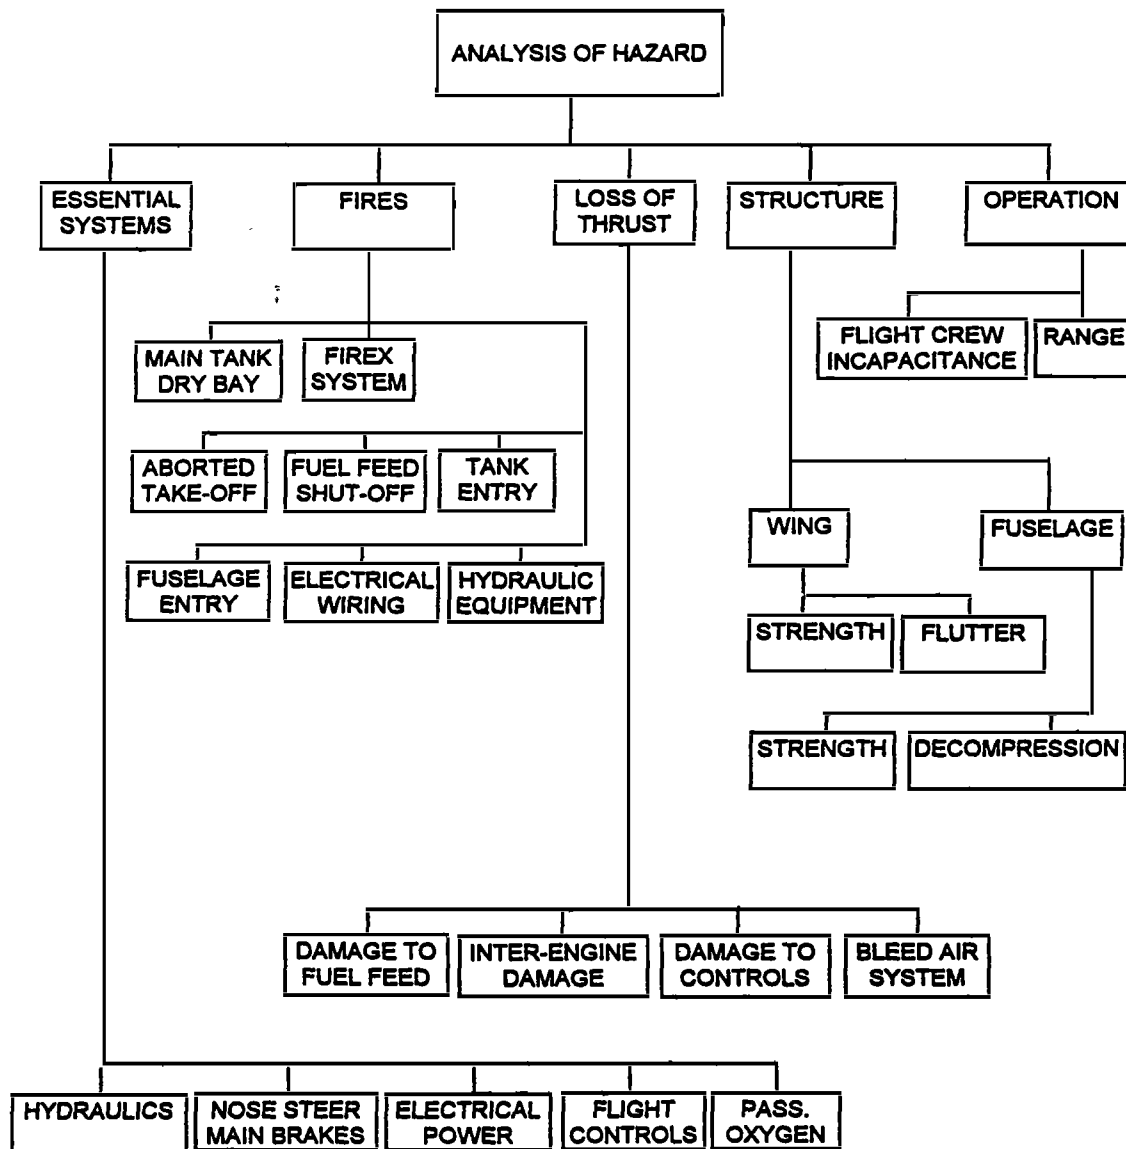 ANALYSIS OF HAZARD
ESSENTIAL
SYSTEMS
FIRES
LOSS OF
THRUST
STRUCTURE
OPERATION
FLIGHT CREW
INCAPACITANCE
RANGE
MAIN TANK
DRY BAY
FIREX
SYSTEM
ABORTED
TAKE-OFF
FUEL FEED
SHUT-OFF
TANK
ENTRY
WING
FUSELAGE
FUSELAGE
ENTRY
ELECTRICAL
WIRING
HYDRAULIC
EQUIPMENT
STRENGTH
FLUTTER
STRENGTH
DECOMPRESSION
DAMAGE TO
FUEL FEED
INTER-ENGINE
DAMAGE
DAMAGE TO
CONTROLS
BLEED AIR
SYSTEM
HYDRAULICS
NOSE STEER
MAIN BRAKES
ELECTRICAL
POWER
FLIGHT
CONTROLS
PASS.
OXYGEN